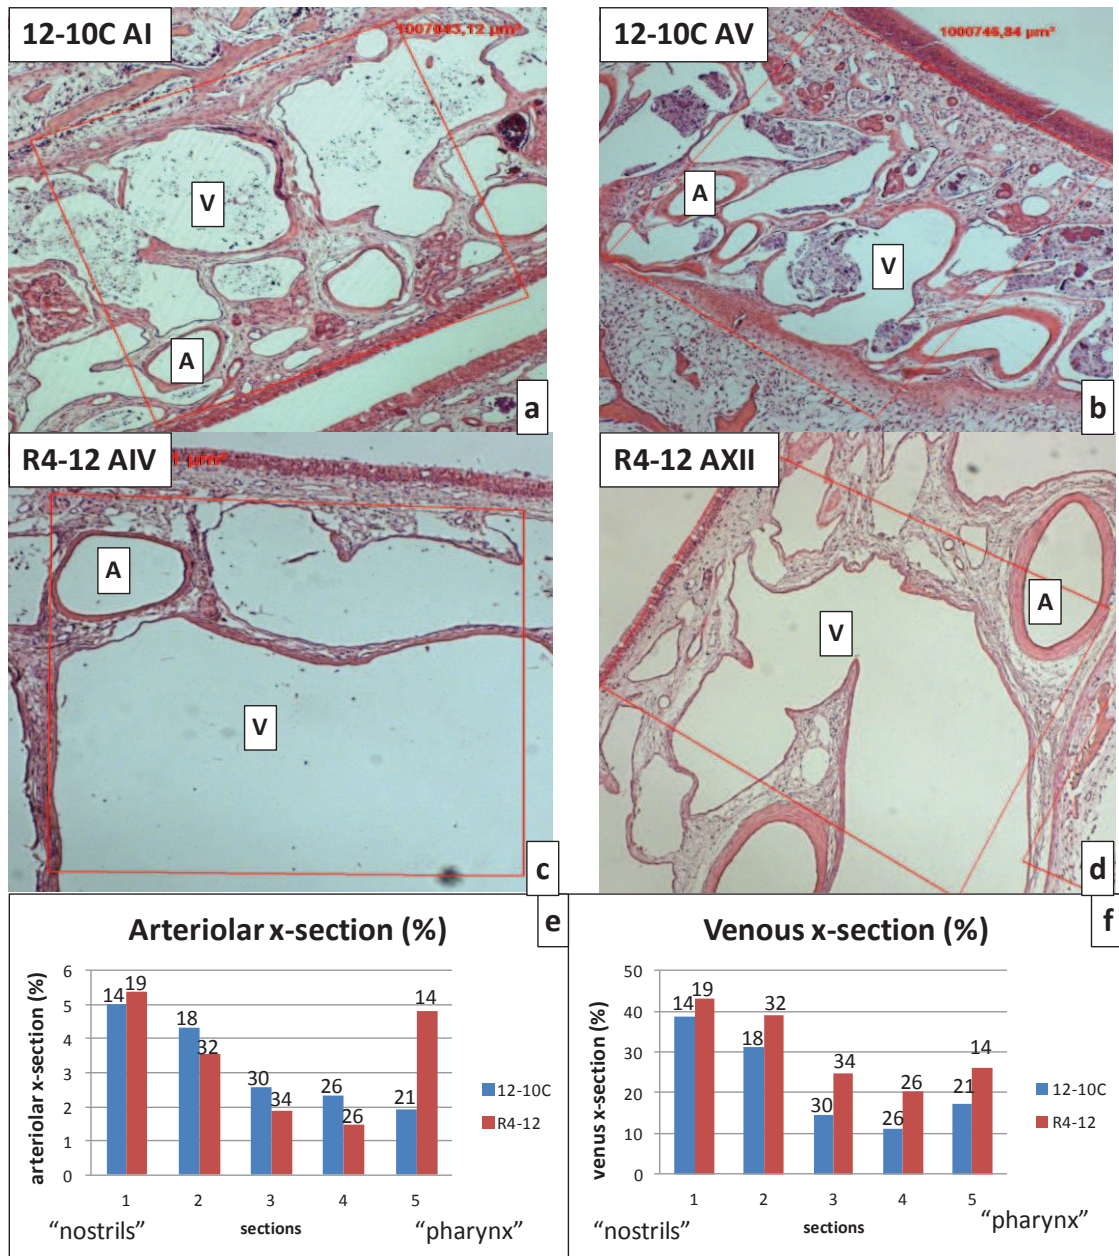 12-10C AI
1007043,12 µm²
V
A
a
12-10C AV
1000746,84 µm²
A
V
b
R4-12 AIV
1 µm²
A
V
c
R4-12 AXII
A
V
d
e
Arteriolar x-section (%)
arteriolar x-section (%)
6
5
4
3
2
1
0
14
19
18
32
30
34
26
26
21
14
1
2
3
4
5
"nostrils"
sections
"pharynx"
12-10C
R4-12
f
Venous x-section (%)
venus x-section (%)
50
40
30
20
10
0
14
19
18
32
30
34
26
26
21
14
1
2
3
4
5
"nostrils"
sections
"pharynx"
12-10C
R4-12